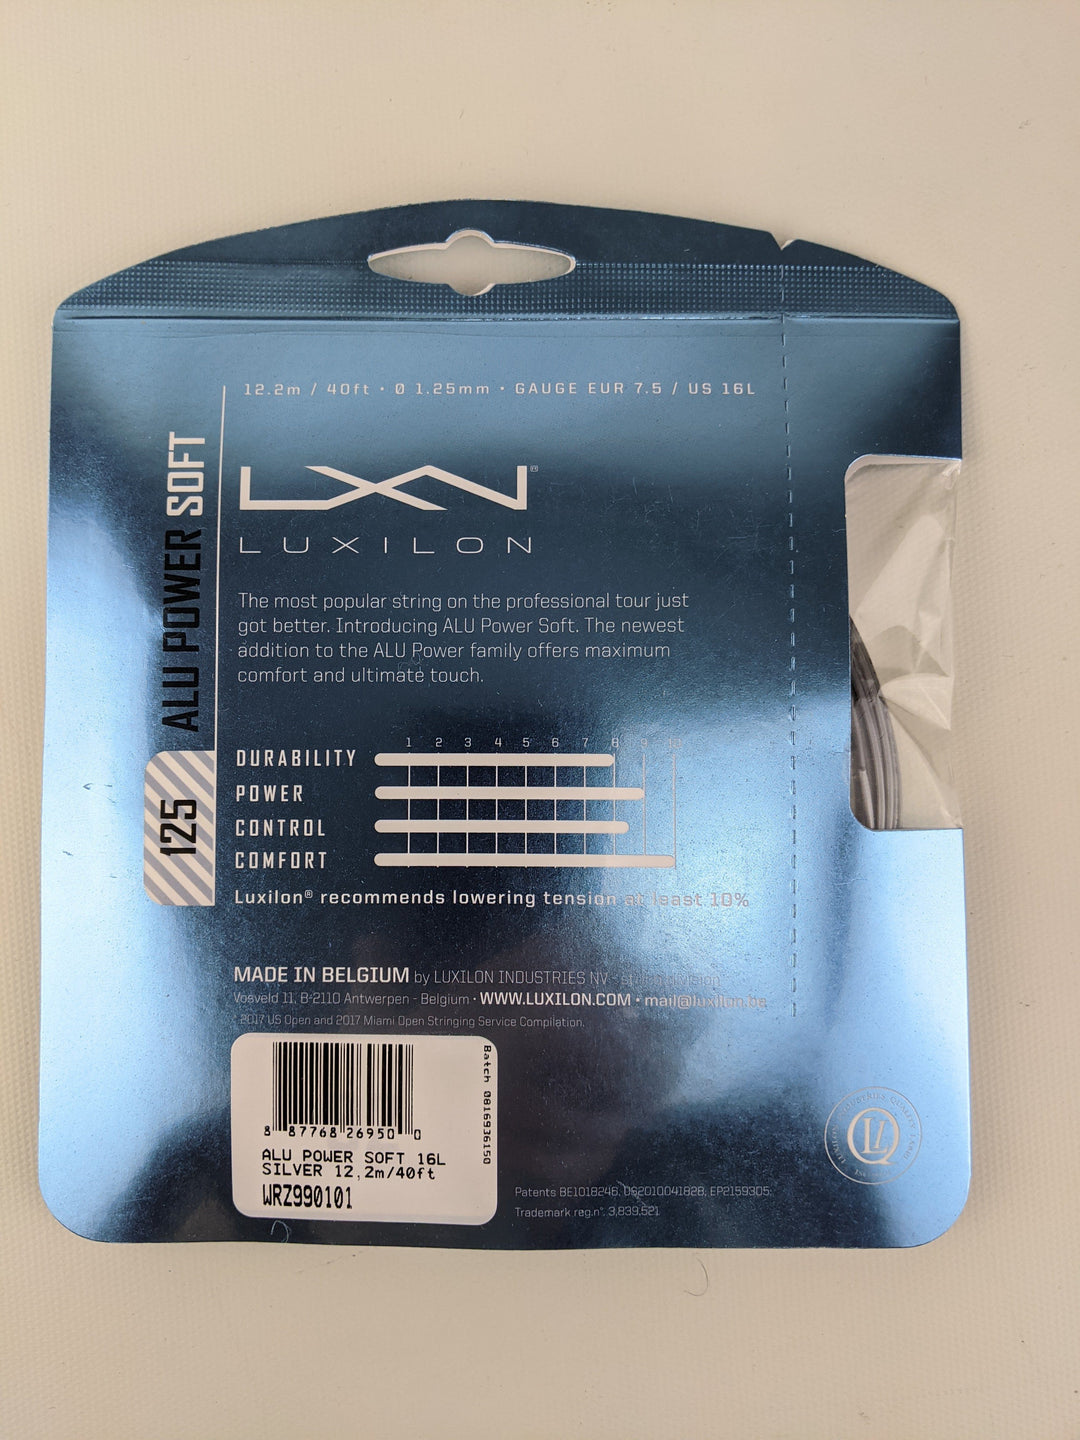 12.2m / 40ft • Ø 1.25mm • GAUGE EUR 7.5 / US 16L
ALU POWER SOFT
125
LXN®
LUXILON
The most popular string on the professional tour just
got better. Introducing ALU Power Soft. The newest
addition to the ALU Power family offers maximum
comfort and ultimate touch.
1 2 3 4 5 6 7 8 9 10
DURABILITY
POWER
CONTROL
COMFORT
Luxilon® recommends lowering tension at least 10%
MADE IN BELGIUM by LUXILON INDUSTRIES NV - string division
Vosveld 11, B-2110 Antwerpen - Belgium • WWW.LUXILON.COM • mail@luxilon.be
2017 US Open and 2017 Miami Open Stringing Service Compilation.
8 87768 26950 0
Batch 0816936150
ALU POWER SOFT 16L
SILVER 12,2m/40ft
WRZ990101
Patents BE1018246, US2010041828, EP2159305.
Trademark reg.n°. 3,839,521